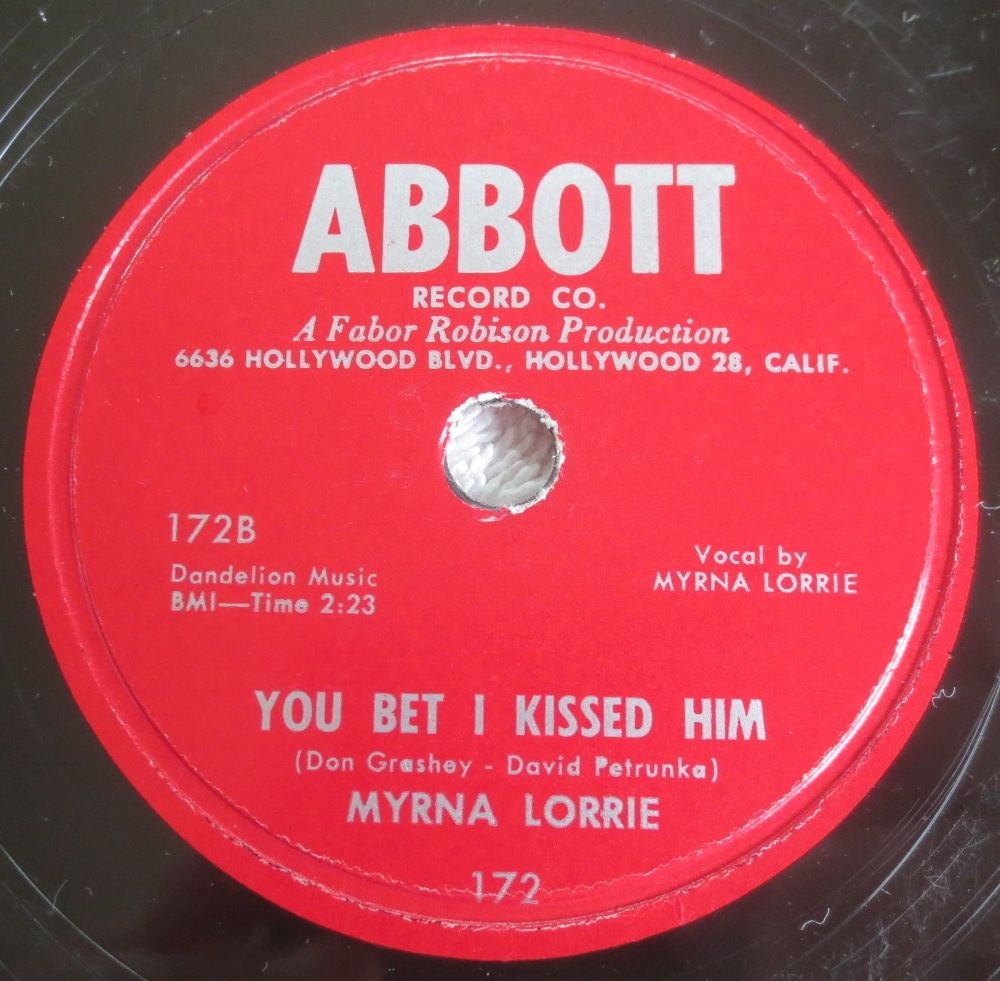 ABBOTT
RECORD CO.
A Fabor Robison Production
6636 HOLLYWOOD BLVD., HOLLYWOOD 28, CALIF.
172B
Dandelion Music
BMI—Time 2:23
Vocal by
MYRNA LORRIE
YOU BET I KISSED HIM
(Don Grashey - David Petrunka)
MYRNA LORRIE
172